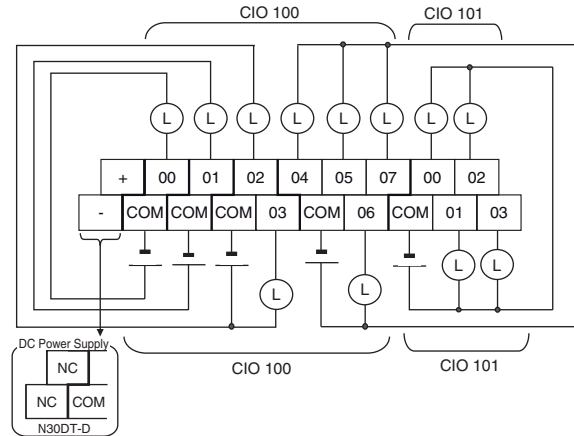 CIO 100 CIO 101
L L L L L L L L
+ 00 01 02 04 05 07 00 02
- COM COM COM 03 COM 06 COM 01 03
L L
L L
DC Power Supply
NC
NC COM
N30DT-D
CIO 100 CIO 101